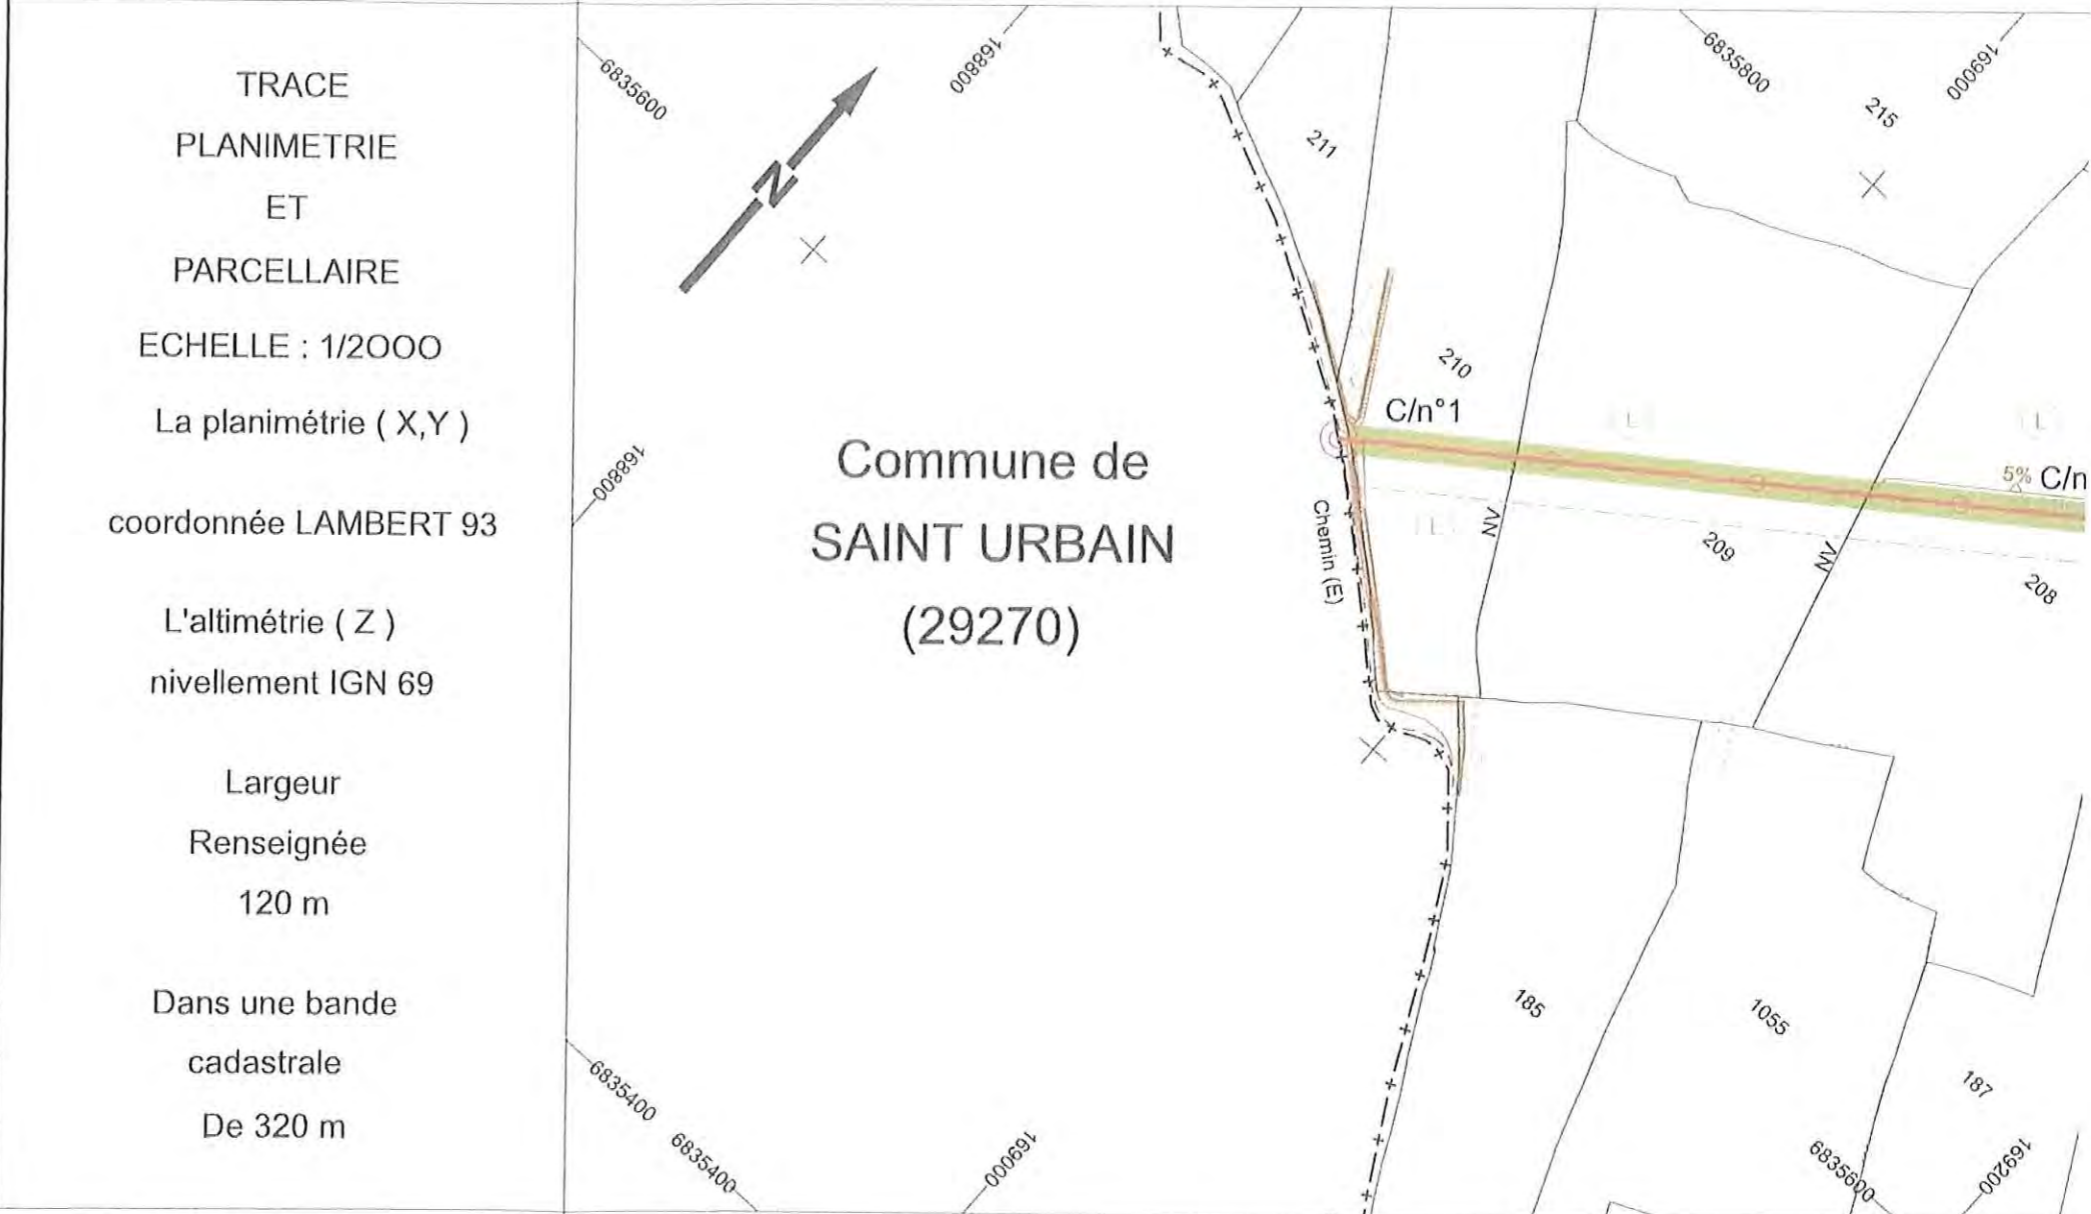 TRACE
PLANIMETRIE
ET
PARCELLAIRE
ECHELLE : 1/2000
La planimétrie ( X,Y )
coordonnée LAMBERT 93
L'altimétrie ( Z )
nivellement IGN 69
Largeur
Renseignée
120 m
Dans une bande
cadastrale
De 320 m
6835600
168800
6835800
169000
215
211
N
210
C/n°1
168800
Commune de
SAINT URBAIN
(29270)
5% C/n
Chemin (E)
NV
209
NV
208
185
1055
187
6835400
6835400
169000
6835600
169200